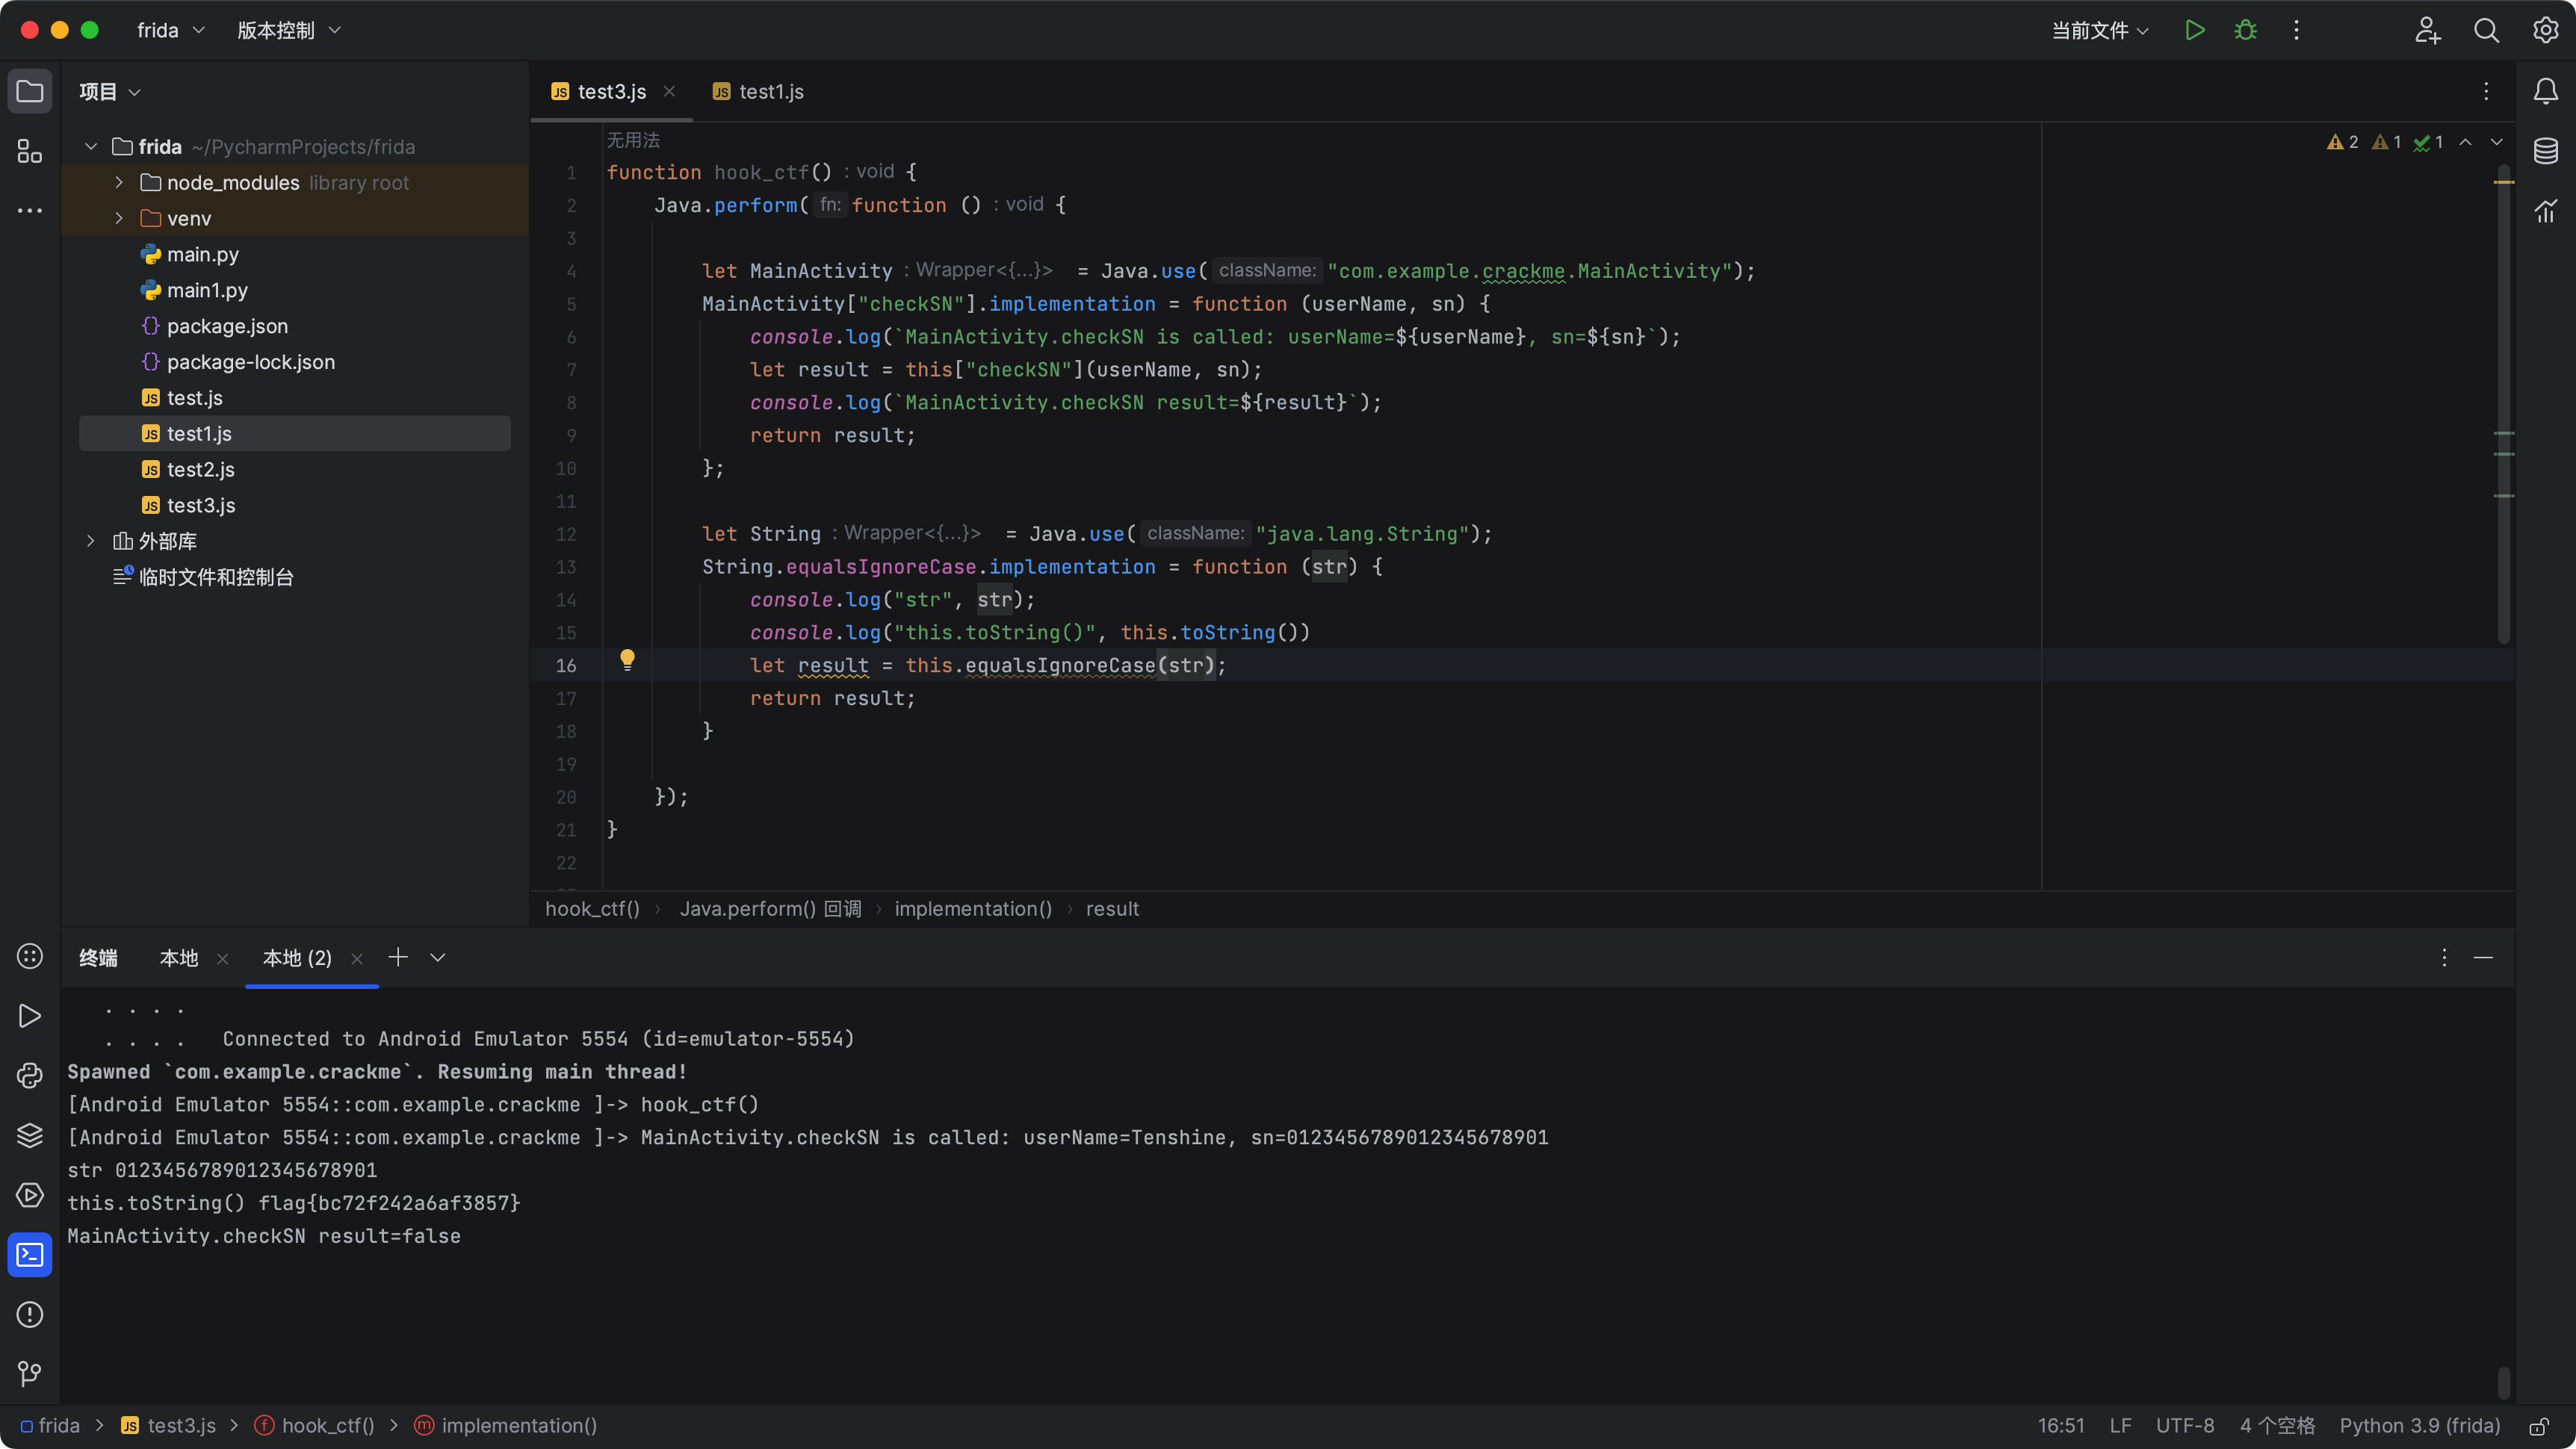 frida 版本控制 当前文件
项目
test3.js test1.js
frida ~/PycharmProjects/frida
node_modules library root
venv
main.py
main1.py
package.json
package-lock.json
test.js
test1.js
test2.js
test3.js
外部库
临时文件和控制台
无用法
2 1 1
1 function hook_ctf() : void {
2 Java.perform( fn: function () : void {
3
4 let MainActivity : Wrapper<{...}> = Java.use( className: "com.example.crackme.MainActivity");
5 MainActivity["checkSN"].implementation = function (userName, sn) {
6 console.log(`MainActivity.checkSN is called: userName=${userName}, sn=${sn}`);
7 let result = this["checkSN"](userName, sn);
8 console.log(`MainActivity.checkSN result=${result}`);
9 return result;
10 };
11
12 let String : Wrapper<{...}> = Java.use( className: "java.lang.String");
13 String.equalsIgnoreCase.implementation = function (str) {
14 console.log("str", str);
15 console.log("this.toString()", this.toString())
16 let result = this.equalsIgnoreCase(str);
17 return result;
18 }
19
20 });
21 }
22
hook_ctf() › Java.perform() 回调 › implementation() › result
终端 本地 本地 (2)
. . . .
. . . . Connected to Android Emulator 5554 (id=emulator-5554)
Spawned `com.example.crackme`. Resuming main thread!
[Android Emulator 5554::com.example.crackme ]-> hook_ctf()
[Android Emulator 5554::com.example.crackme ]-> MainActivity.checkSN is called: userName=Tenshine, sn=0123456789012345678901
str 0123456789012345678901
this.toString() flag{bc72f242a6af3857}
MainActivity.checkSN result=false
frida › test3.js › hook_ctf() › implementation()
16:51 LF UTF-8 4 个空格 Python 3.9 (frida)